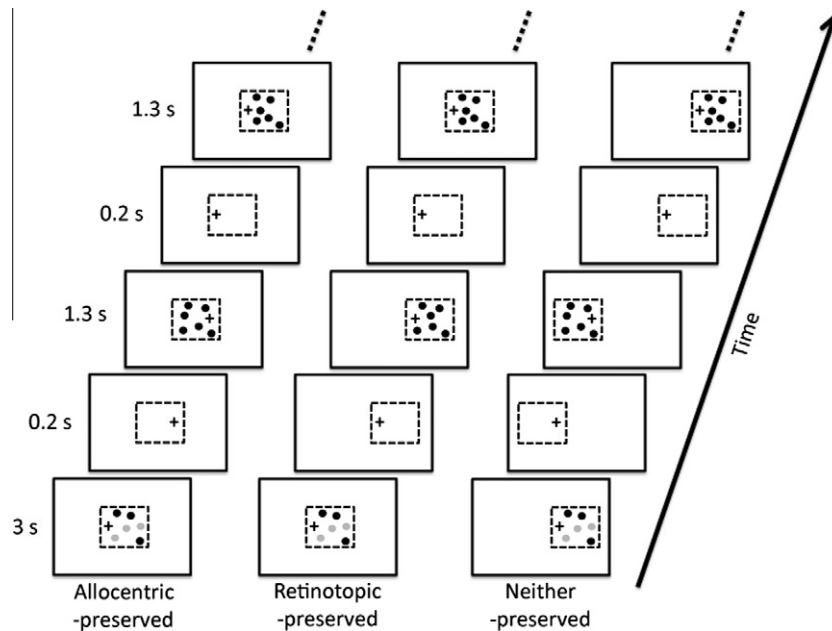 1.3 s
0.2 s
1.3 s
0.2 s
3 s
Time
Allocentric
-preserved
Retinotopic
-preserved
Neither
-preserved